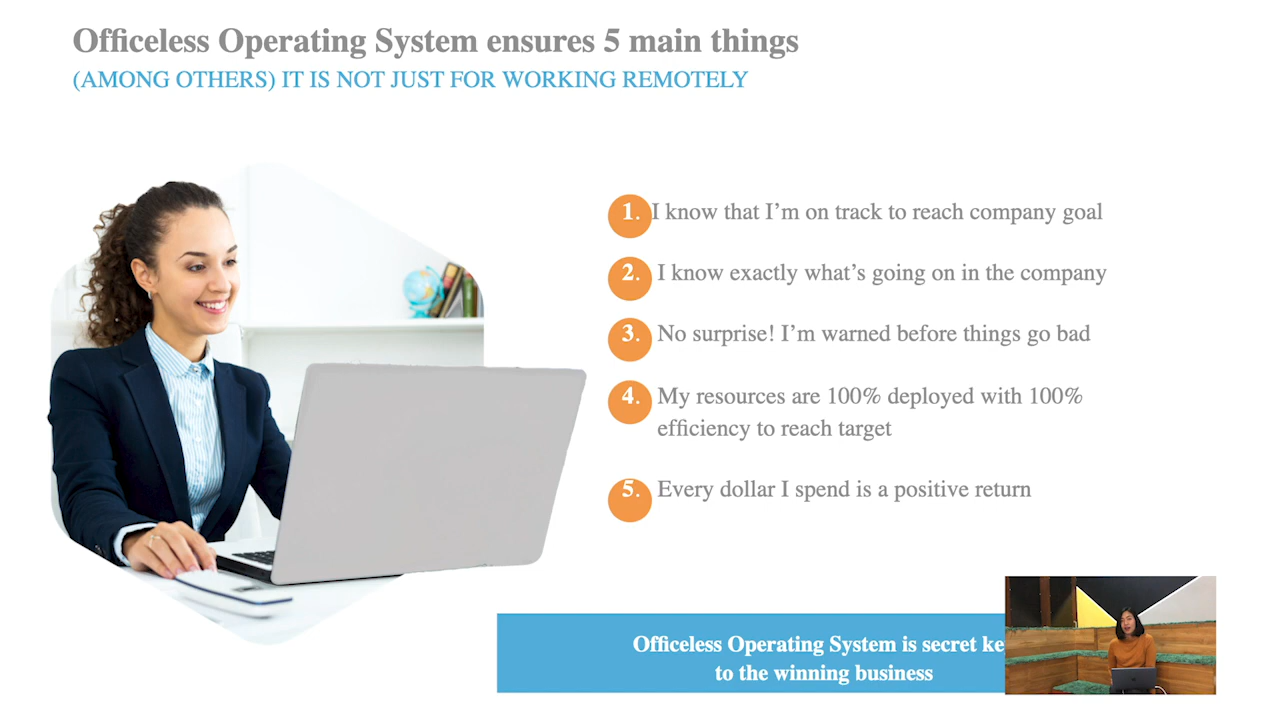 Officeless Operating System ensures 5 main things
(AMONG OTHERS) IT IS NOT JUST FOR WORKING REMOTELY
1. I know that I’m on track to reach company goal
2. I know exactly what’s going on in the company
3. No surprise! I’m warned before things go bad
4. My resources are 100% deployed with 100%
efficiency to reach target
5. Every dollar I spend is a positive return
Officeless Operating System is secret ke
to the winning business